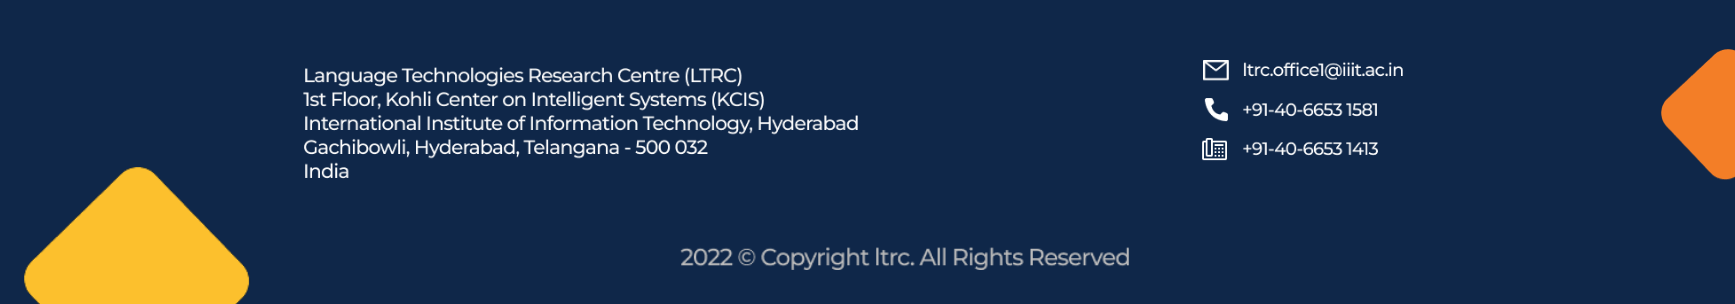 Language Technologies Research Centre (LTRC)
1st Floor, Kohli Center on Intelligent Systems (KCIS)
International Institute of Information Technology, Hyderabad
Gachibowli, Hyderabad, Telangana - 500 032
India
ltrc.office1@iiit.ac.in
+91-40-6653 1581
+91-40-6653 1413
2022 © Copyright ltrc. All Rights Reserved